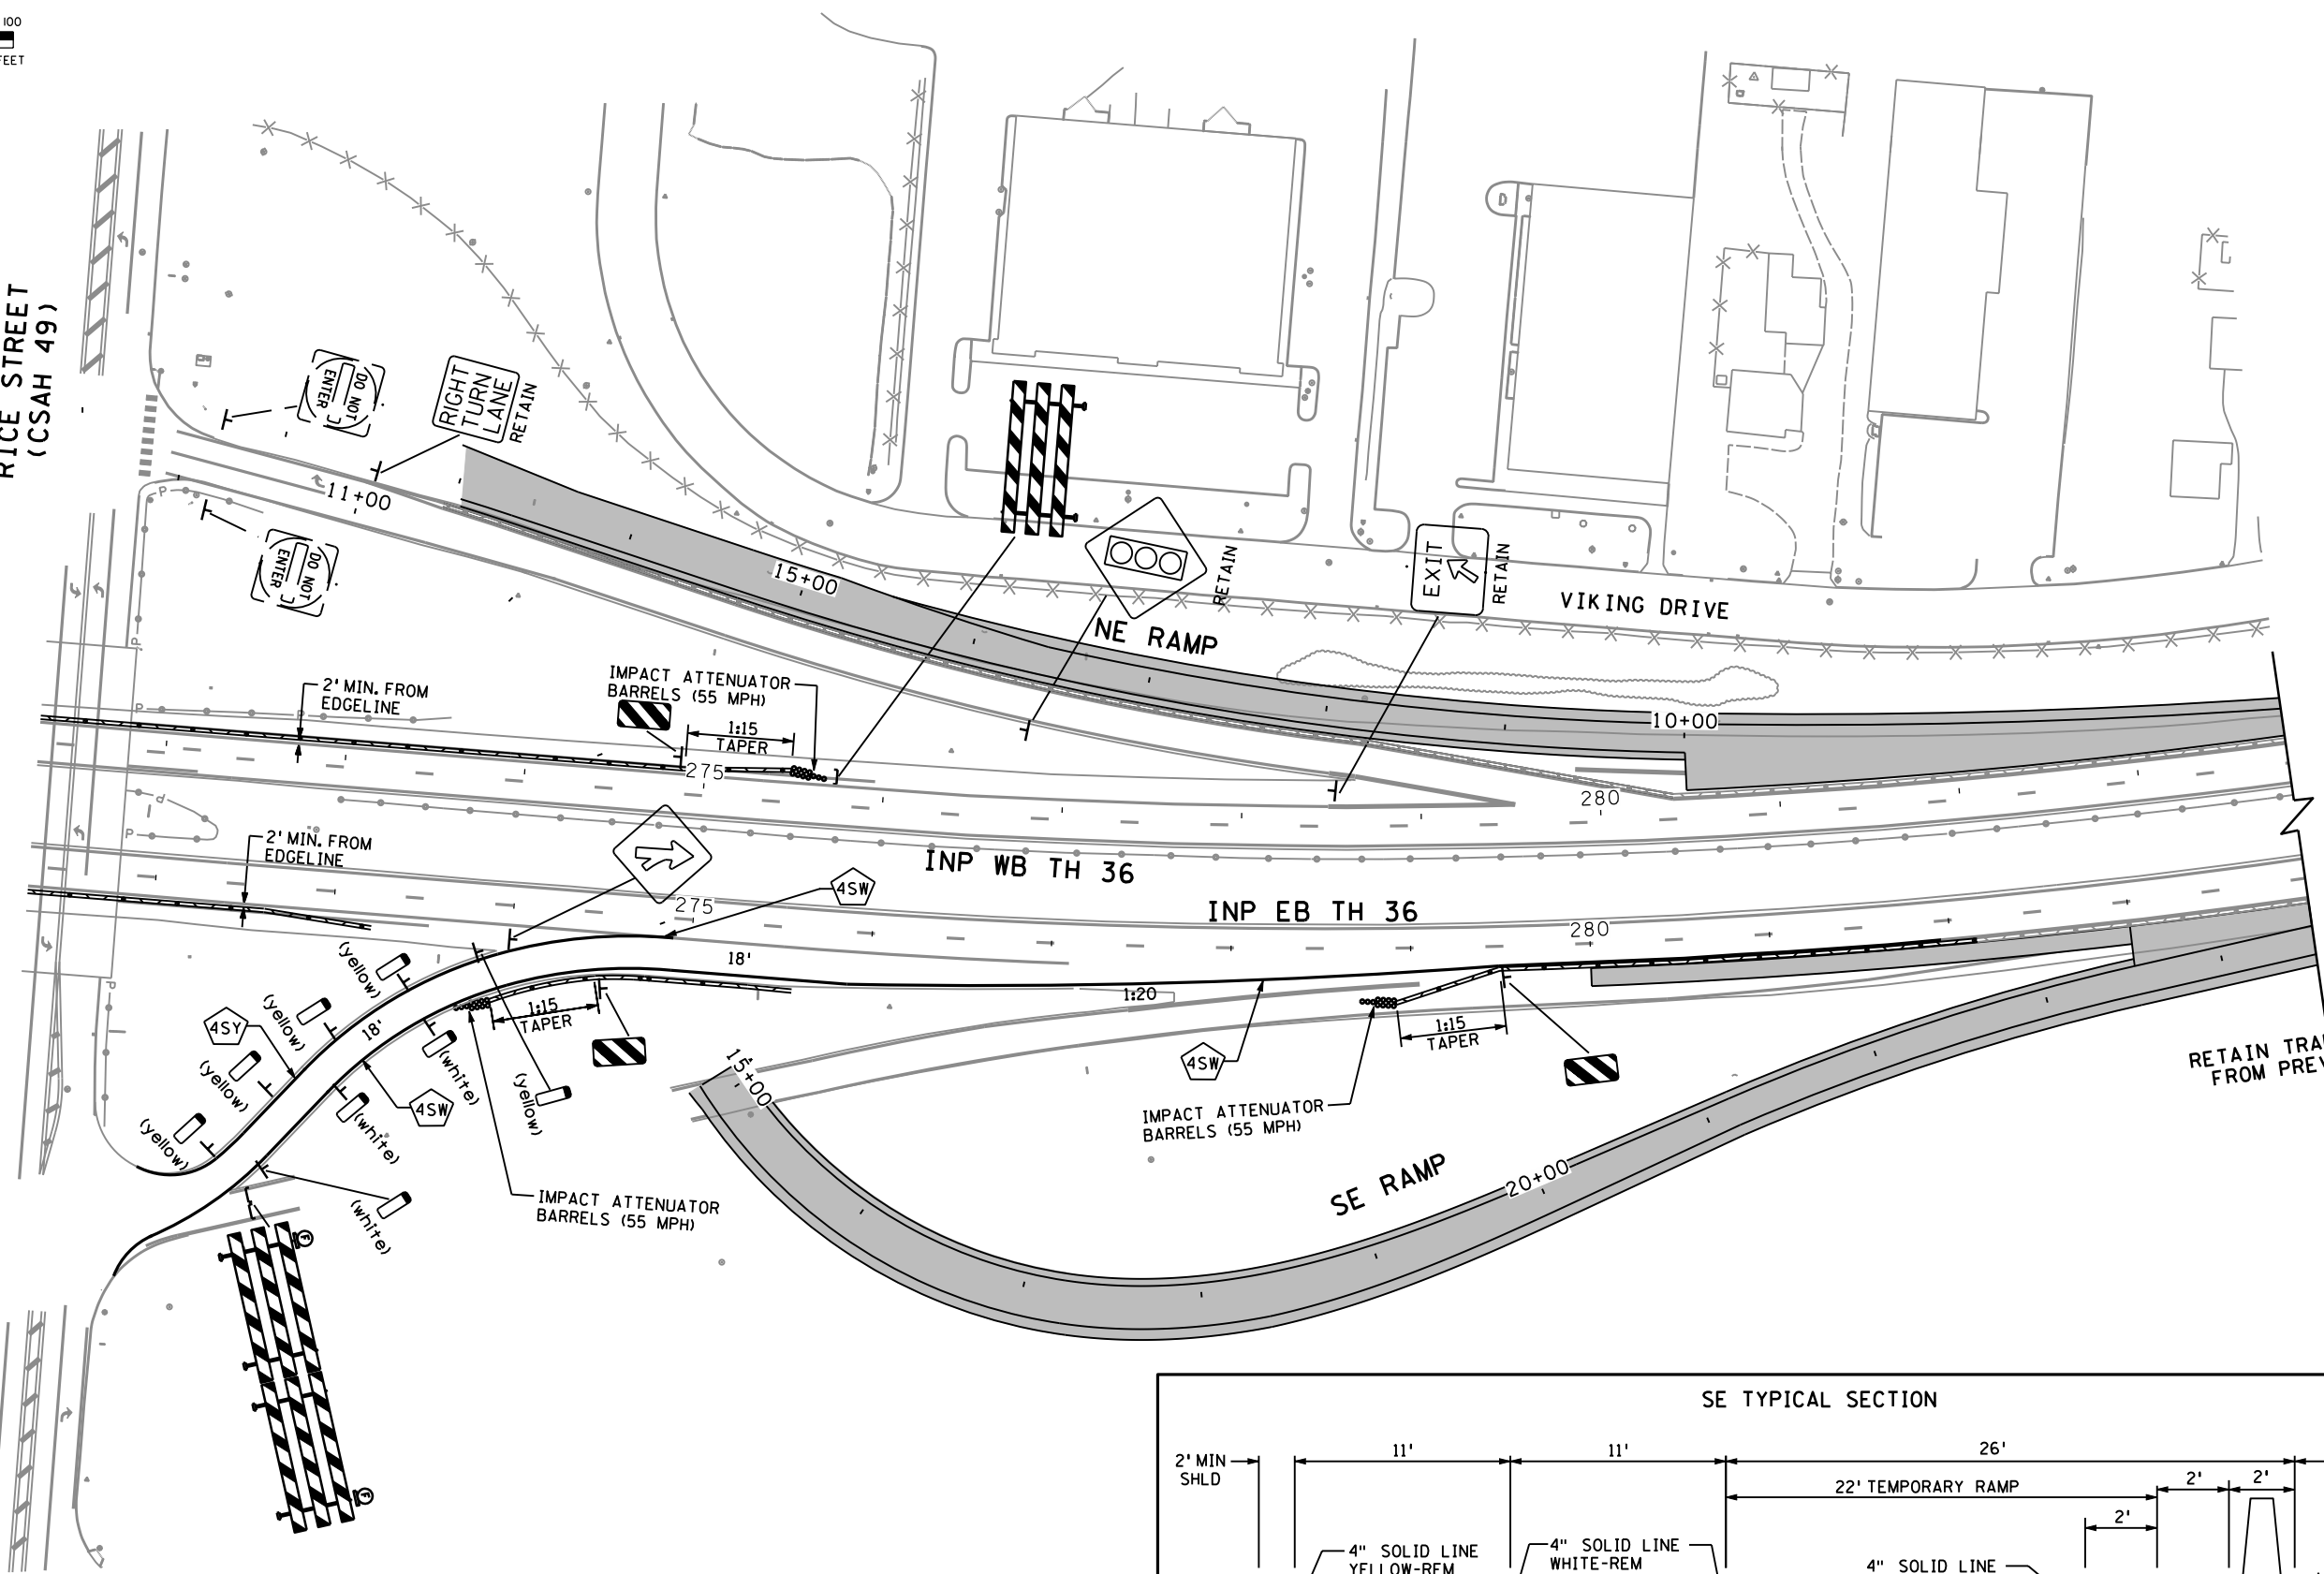 100
FEET
RICE STREET
(CSAH 49)
DO NOT
ENTER
RIGHT
TURN
LANE
RETAIN
11+00
DO NOT
ENTER
15+00
RETAIN
EXIT
RETAIN
VIKING DRIVE
NE RAMP
10+00
2' MIN. FROM
EDGELINE
IMPACT ATTENUATOR
BARRELS (55 MPH)
1:15
TAPER
275
280
P
P
P
P
P
P
D
2' MIN. FROM
EDGELINE
INP WB TH 36
4SW
275
INP EB TH 36
280
18'
1:20
(yellow)
(yellow)
(yellow)
(yellow)
4SY
18'
1:15
TAPER
(white)
(white)
(white)
(yellow)
4SW
15+00
4SW
1:15
TAPER
IMPACT ATTENUATOR
BARRELS (55 MPH)
RETAIN
FROM
IMPACT ATTENUATOR
BARRELS (55 MPH)
SE RAMP
20+00
F
F
SE TYPICAL SECTION
2' MIN
SHLD
11'
11'
26'
22' TEMPORARY RAMP
2'
2'
2'
4" SOLID LINE
YELLOW-REM
4" SOLID LINE
WHITE-REM
4" SOLID LINE